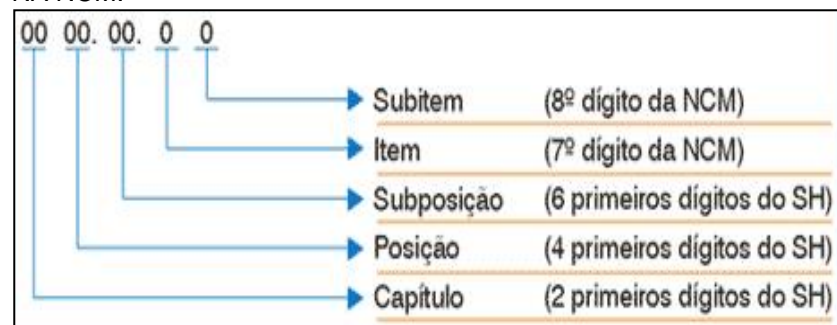 00 00. 00. 0 0
Subitem (8º dígito da NCM)
Item (7º dígito da NCM)
Subposição (6 primeiros dígitos do SH)
Posição (4 primeiros dígitos do SH)
Capítulo (2 primeiros dígitos do SH)